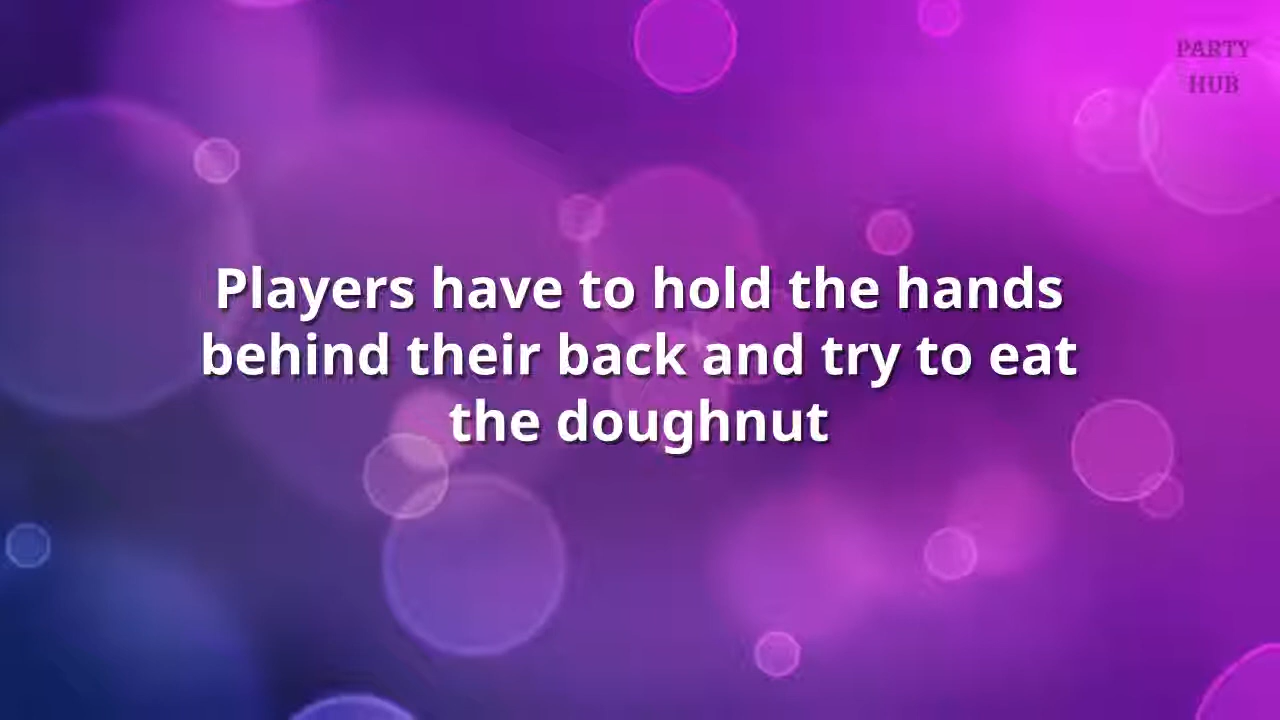 PARTY
HUB
Players have to hold the hands
behind their back and try to eat
the doughnut